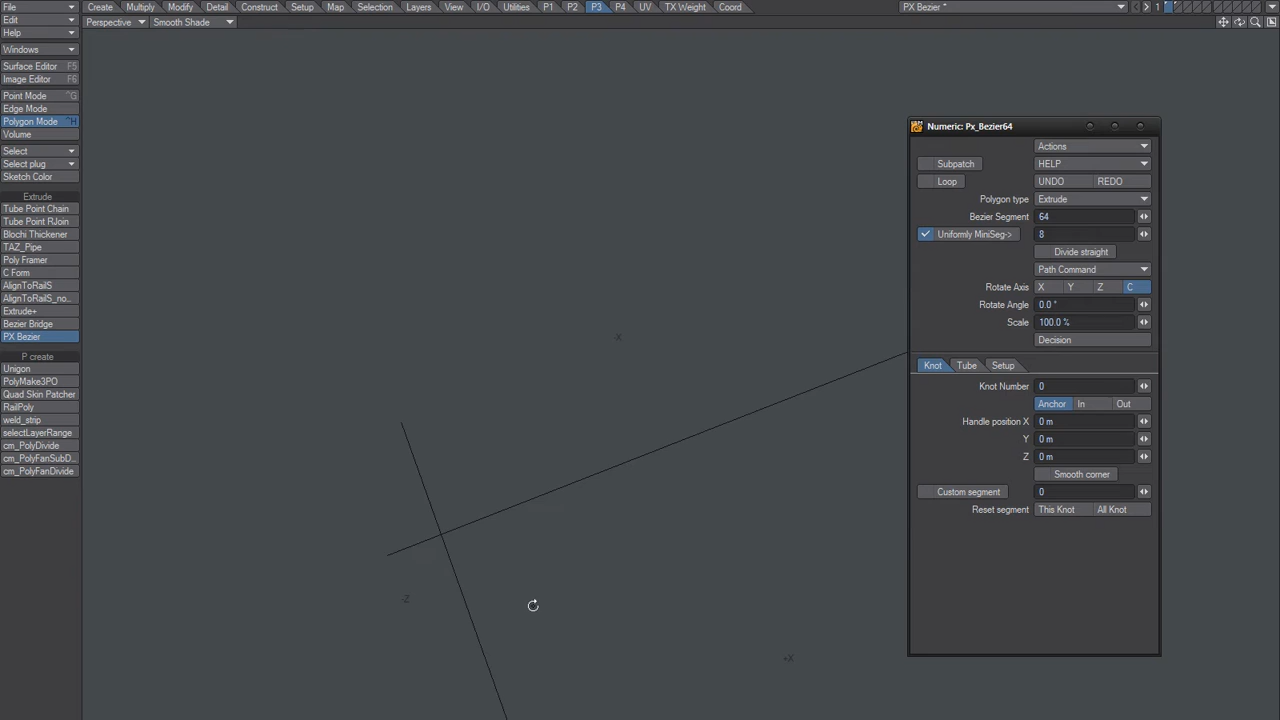 File Create Multiply Modify Detail Construct Setup Map Selection Layers View I/O Utilities P1 P2 P3 P4 UV TX Weight Coord PX Bezier * 1
Edit Perspective Smooth Shade
Help
Windows
Surface Editor F5
Image Editor F6
Point Mode ^G
Edge Mode
Polygon Mode ^H
Volume
Select
Select plug
Sketch Color
Extrude
Tube Point Chain
Tube Point RJoin
Blochi Thickener
TAZ_Pipe
Poly Framer
C Form
AlignToRailS
AlignToRailS_no..
Extrude+
Bezier Bridge
PX Bezier
P create
Unigon
PolyMake3PO
Quad Skin Patcher
RailPoly
weld_strip
selectLayerRange
cm_PolyDivide
cm_PolyFanSubD..
cm_PolyFanDivide
-X
-Z
+X
Numeric: Px_Bezier64
Actions
Subpatch HELP
Loop UNDO REDO
Polygon type Extrude
Bezier Segment 64
Uniformly MiniSeg-> 8
Divide straight
Path Command
Rotate Axis X Y Z C
Rotate Angle 0.0 °
Scale 100.0 %
Decision
Knot Tube Setup
Knot Number 0
Anchor In Out
Handle position X 0 m
Y 0 m
Z 0 m
Smooth corner
Custom segment 0
Reset segment This Knot All Knot